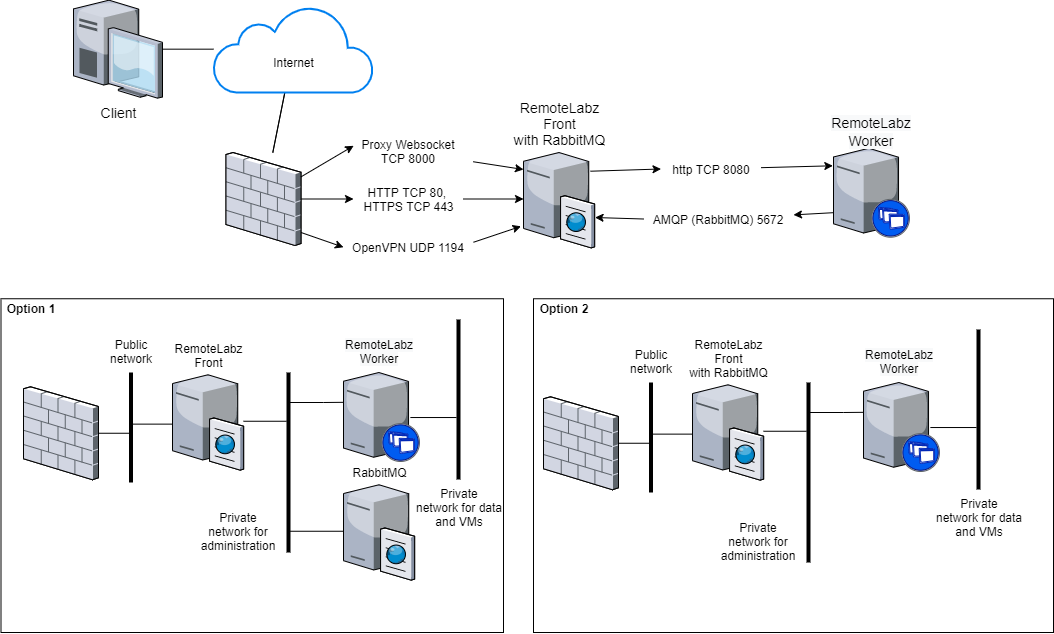 Client
Internet
RemoteLabz
Front
with RabbitMQ
RemoteLabz
Worker
Proxy Websocket
TCP 8000
HTTP TCP 80,
HTTPS TCP 443
OpenVPN UDP 1194
http TCP 8080
AMQP (RabbitMQ) 5672
Option 1
Public
network
RemoteLabz
Front
RemoteLabz
Worker
RabbitMQ
Private
network for
administration
Private
network for data
and VMs
Option 2
Public
network
RemoteLabz
Front
with RabbitMQ
RemoteLabz
Worker
Private
network for
administration
Private
network for data
and VMs